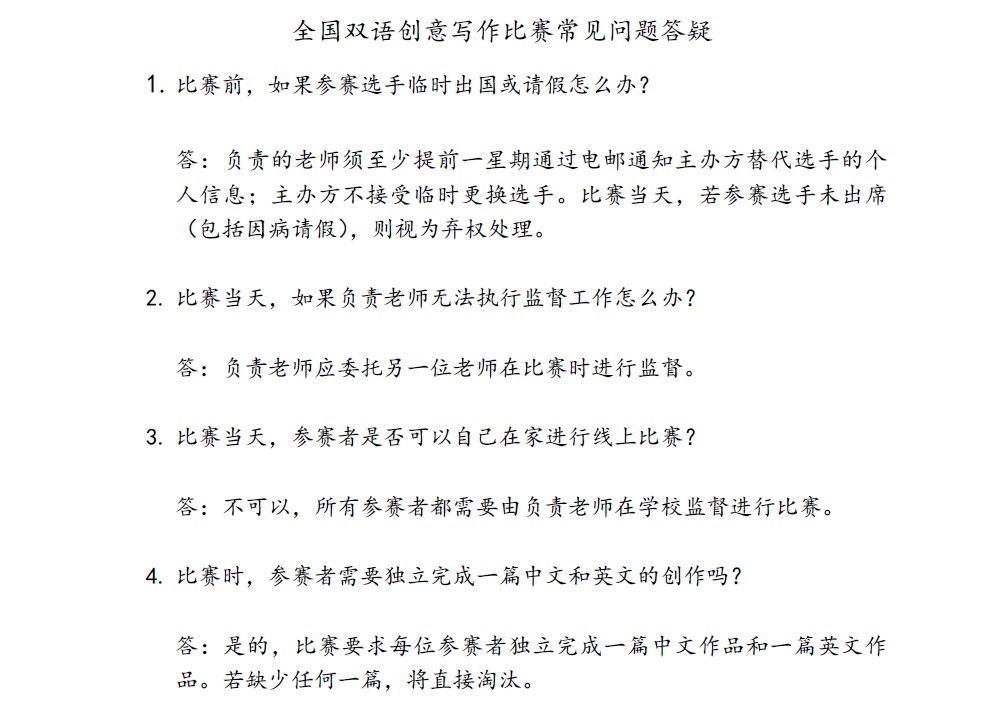 全国双语创意写作比赛常见问题答疑
1. 比赛前，如果参赛选手临时出国或请假怎么办？
答：负责的老师须至少提前一星期通过电邮通知主办方替代选手的个
人信息；主办方不接受临时更换选手。比赛当天，若参赛选手未出席
（包括因病请假），则视为弃权处理。
2. 比赛当天，如果负责老师无法执行监督工作怎么办？
答：负责老师应委托另一位老师在比赛时进行监督。
3. 比赛当天，参赛者是否可以自己在家进行线上比赛？
答：不可以，所有参赛者都需要由负责老师在学校监督进行比赛。
4. 比赛时，参赛者需要独立完成一篇中文和英文的创作吗？
答：是的，比赛要求每位参赛者独立完成一篇中文作品和一篇英文作
品。若缺少任何一篇，将直接淘汰。